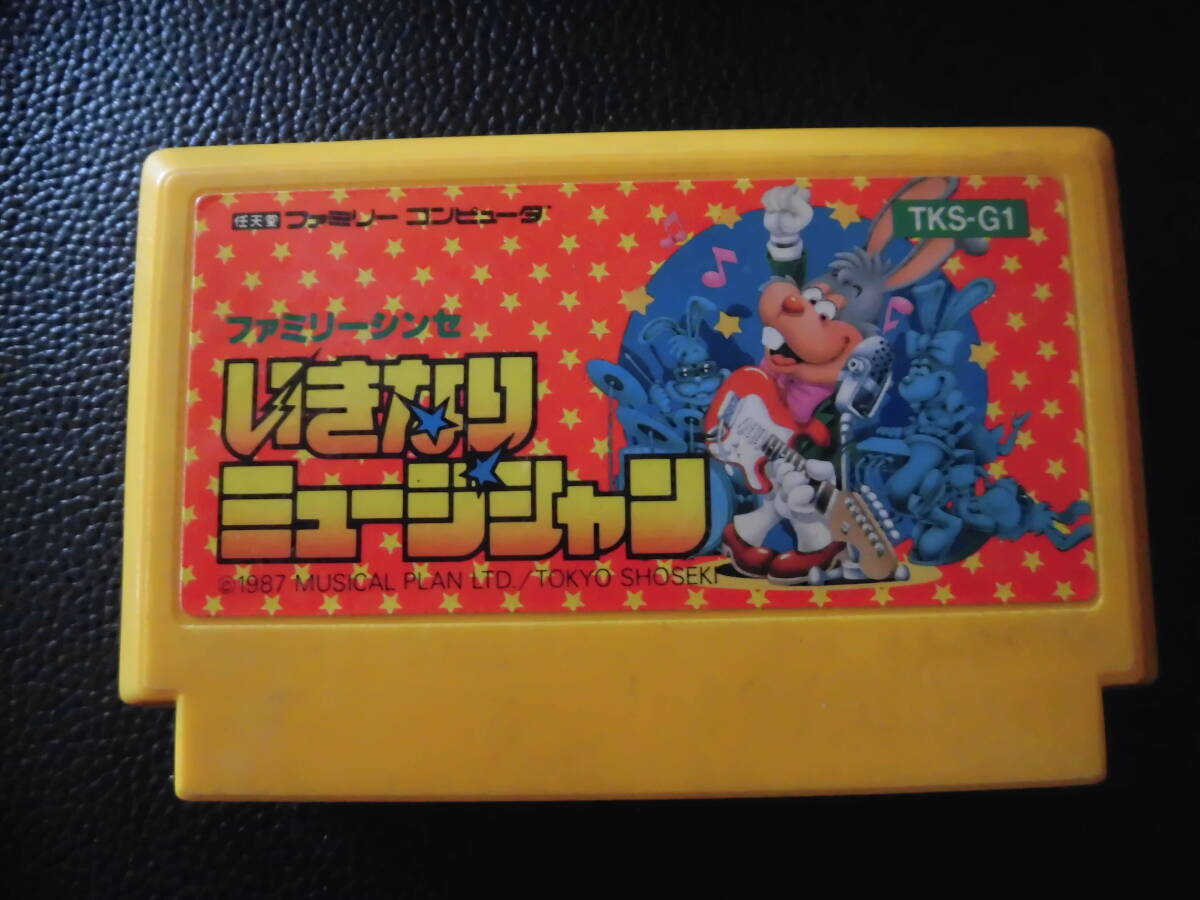 任天堂 ファミリー コンピュータ
TKS-G1
ファミリーシンセ
いきなり
ミュージシャン
©1987 MUSICAL PLAN LTD./TOKYO SHOSEKI